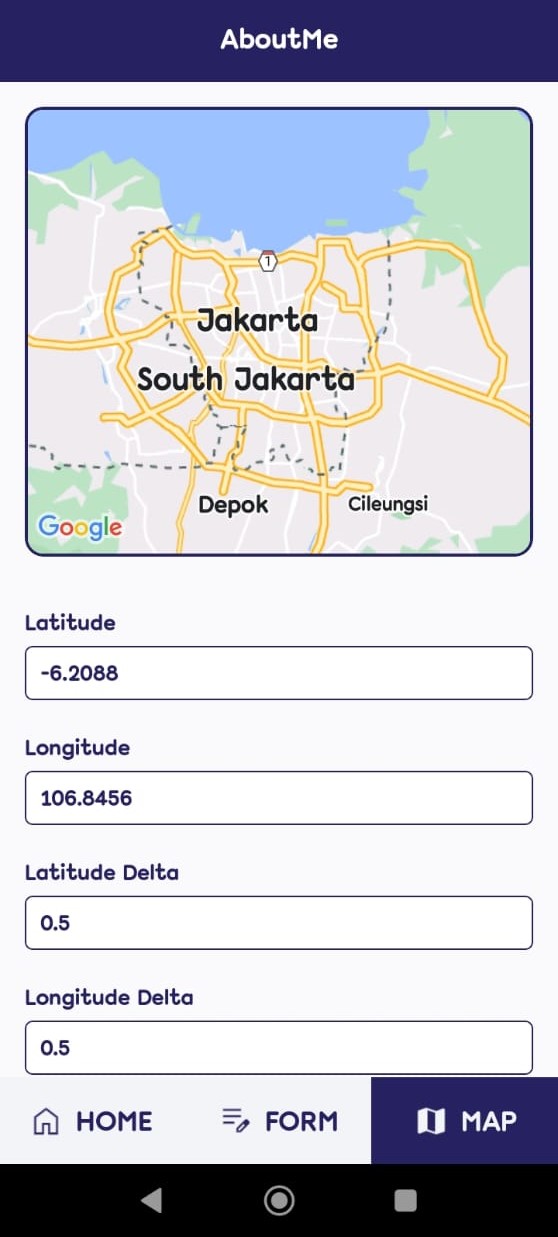 AboutMe
1
Jakarta
South Jakarta
Depok
Cileungsi
Google
Latitude
-6.2088
Longitude
106.8456
Latitude Delta
0.5
Longitude Delta
0.5
HOME
FORM
MAP